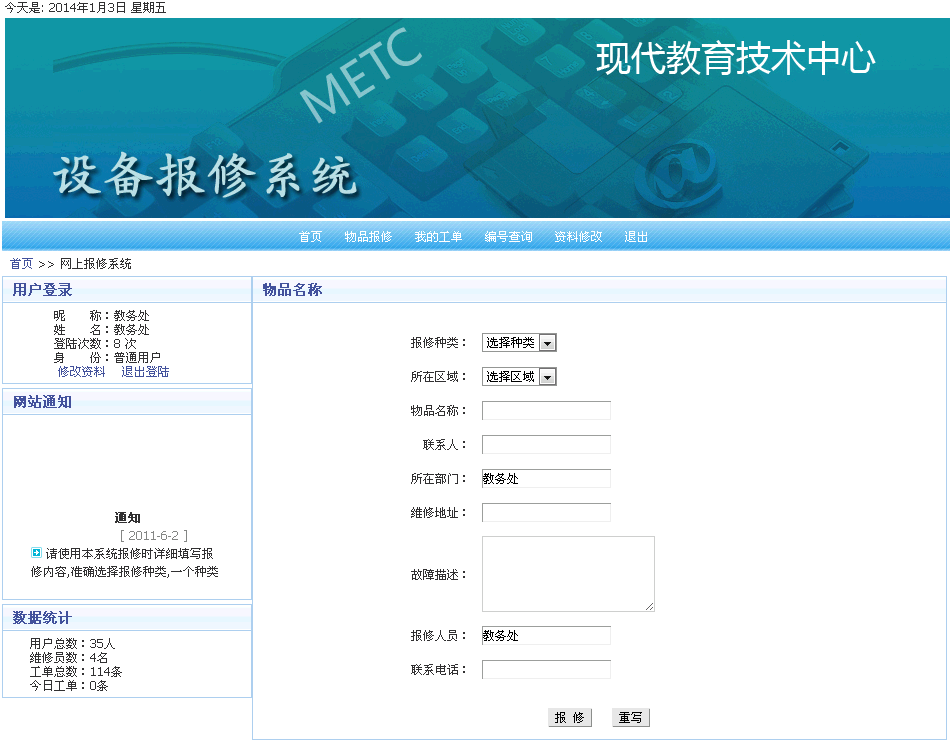 今天是: 2014年1月3日 星期五
METC
现代教育技术中心
设备报修系统
首页 物品报修 我的工单 编号查询 资料修改 退出
首页 >> 网上报修系统
用户登录
昵 称：教务处
姓 名：教务处
登陆次数：8 次
身 份：普通用户
修改资料 退出登陆
网站通知
通知
[ 2011-6-2 ]
请使用本系统报修时详细填写报
修内容,准确选择报修种类,一个种类
数据统计
用户总数：35人
维修员数：4名
工单总数：114条
今日工单：0条
物品名称
报修种类： 选择种类
所在区域： 选择区域
物品名称：
联系人：
所在部门： 教务处
维修地址：
故障描述：
报修人员： 教务处
联系电话：
报 修 重写